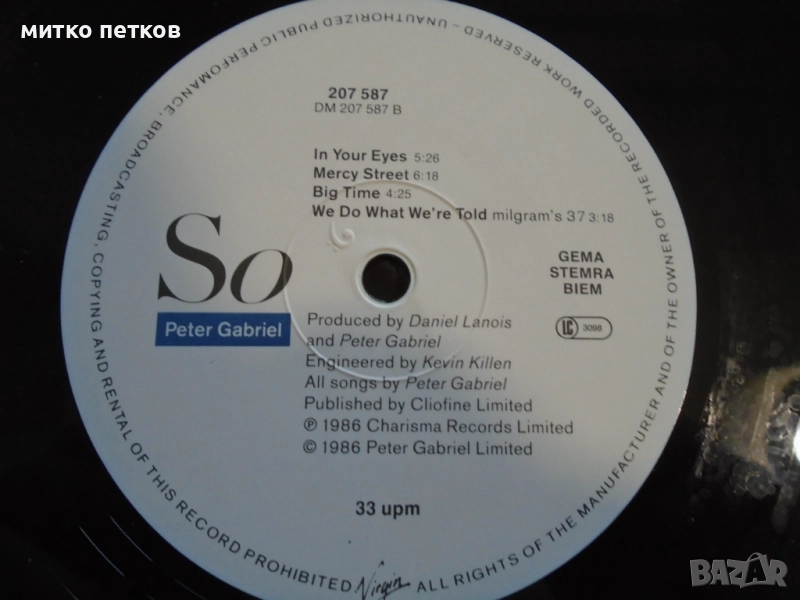 митко петков
207 587
DM 207 587 B
In Your Eyes 5:26
Mercy Street 6:18
Big Time 4:25
We Do What We're Told milgram's 37 3:18
So
Peter Gabriel
GEMA
STEMRA
BIEM
LC 3098
Produced by Daniel Lanois
and Peter Gabriel
Engineered by Kevin Killen
All songs by Peter Gabriel
Published by Cliofine Limited
℗ 1986 Charisma Records Limited
© 1986 Peter Gabriel Limited
33 upm
ALL RIGHTS OF THE MANUFACTURER AND OF THE OWNER OF THE RECORDED WORK RESERVED – UNAUTHORIZED PUBLIC PERFOMANCE, BROADCASTING, COPYING AND RENTAL OF THIS RECORD PROHIBITED
Virgin
BAZAR